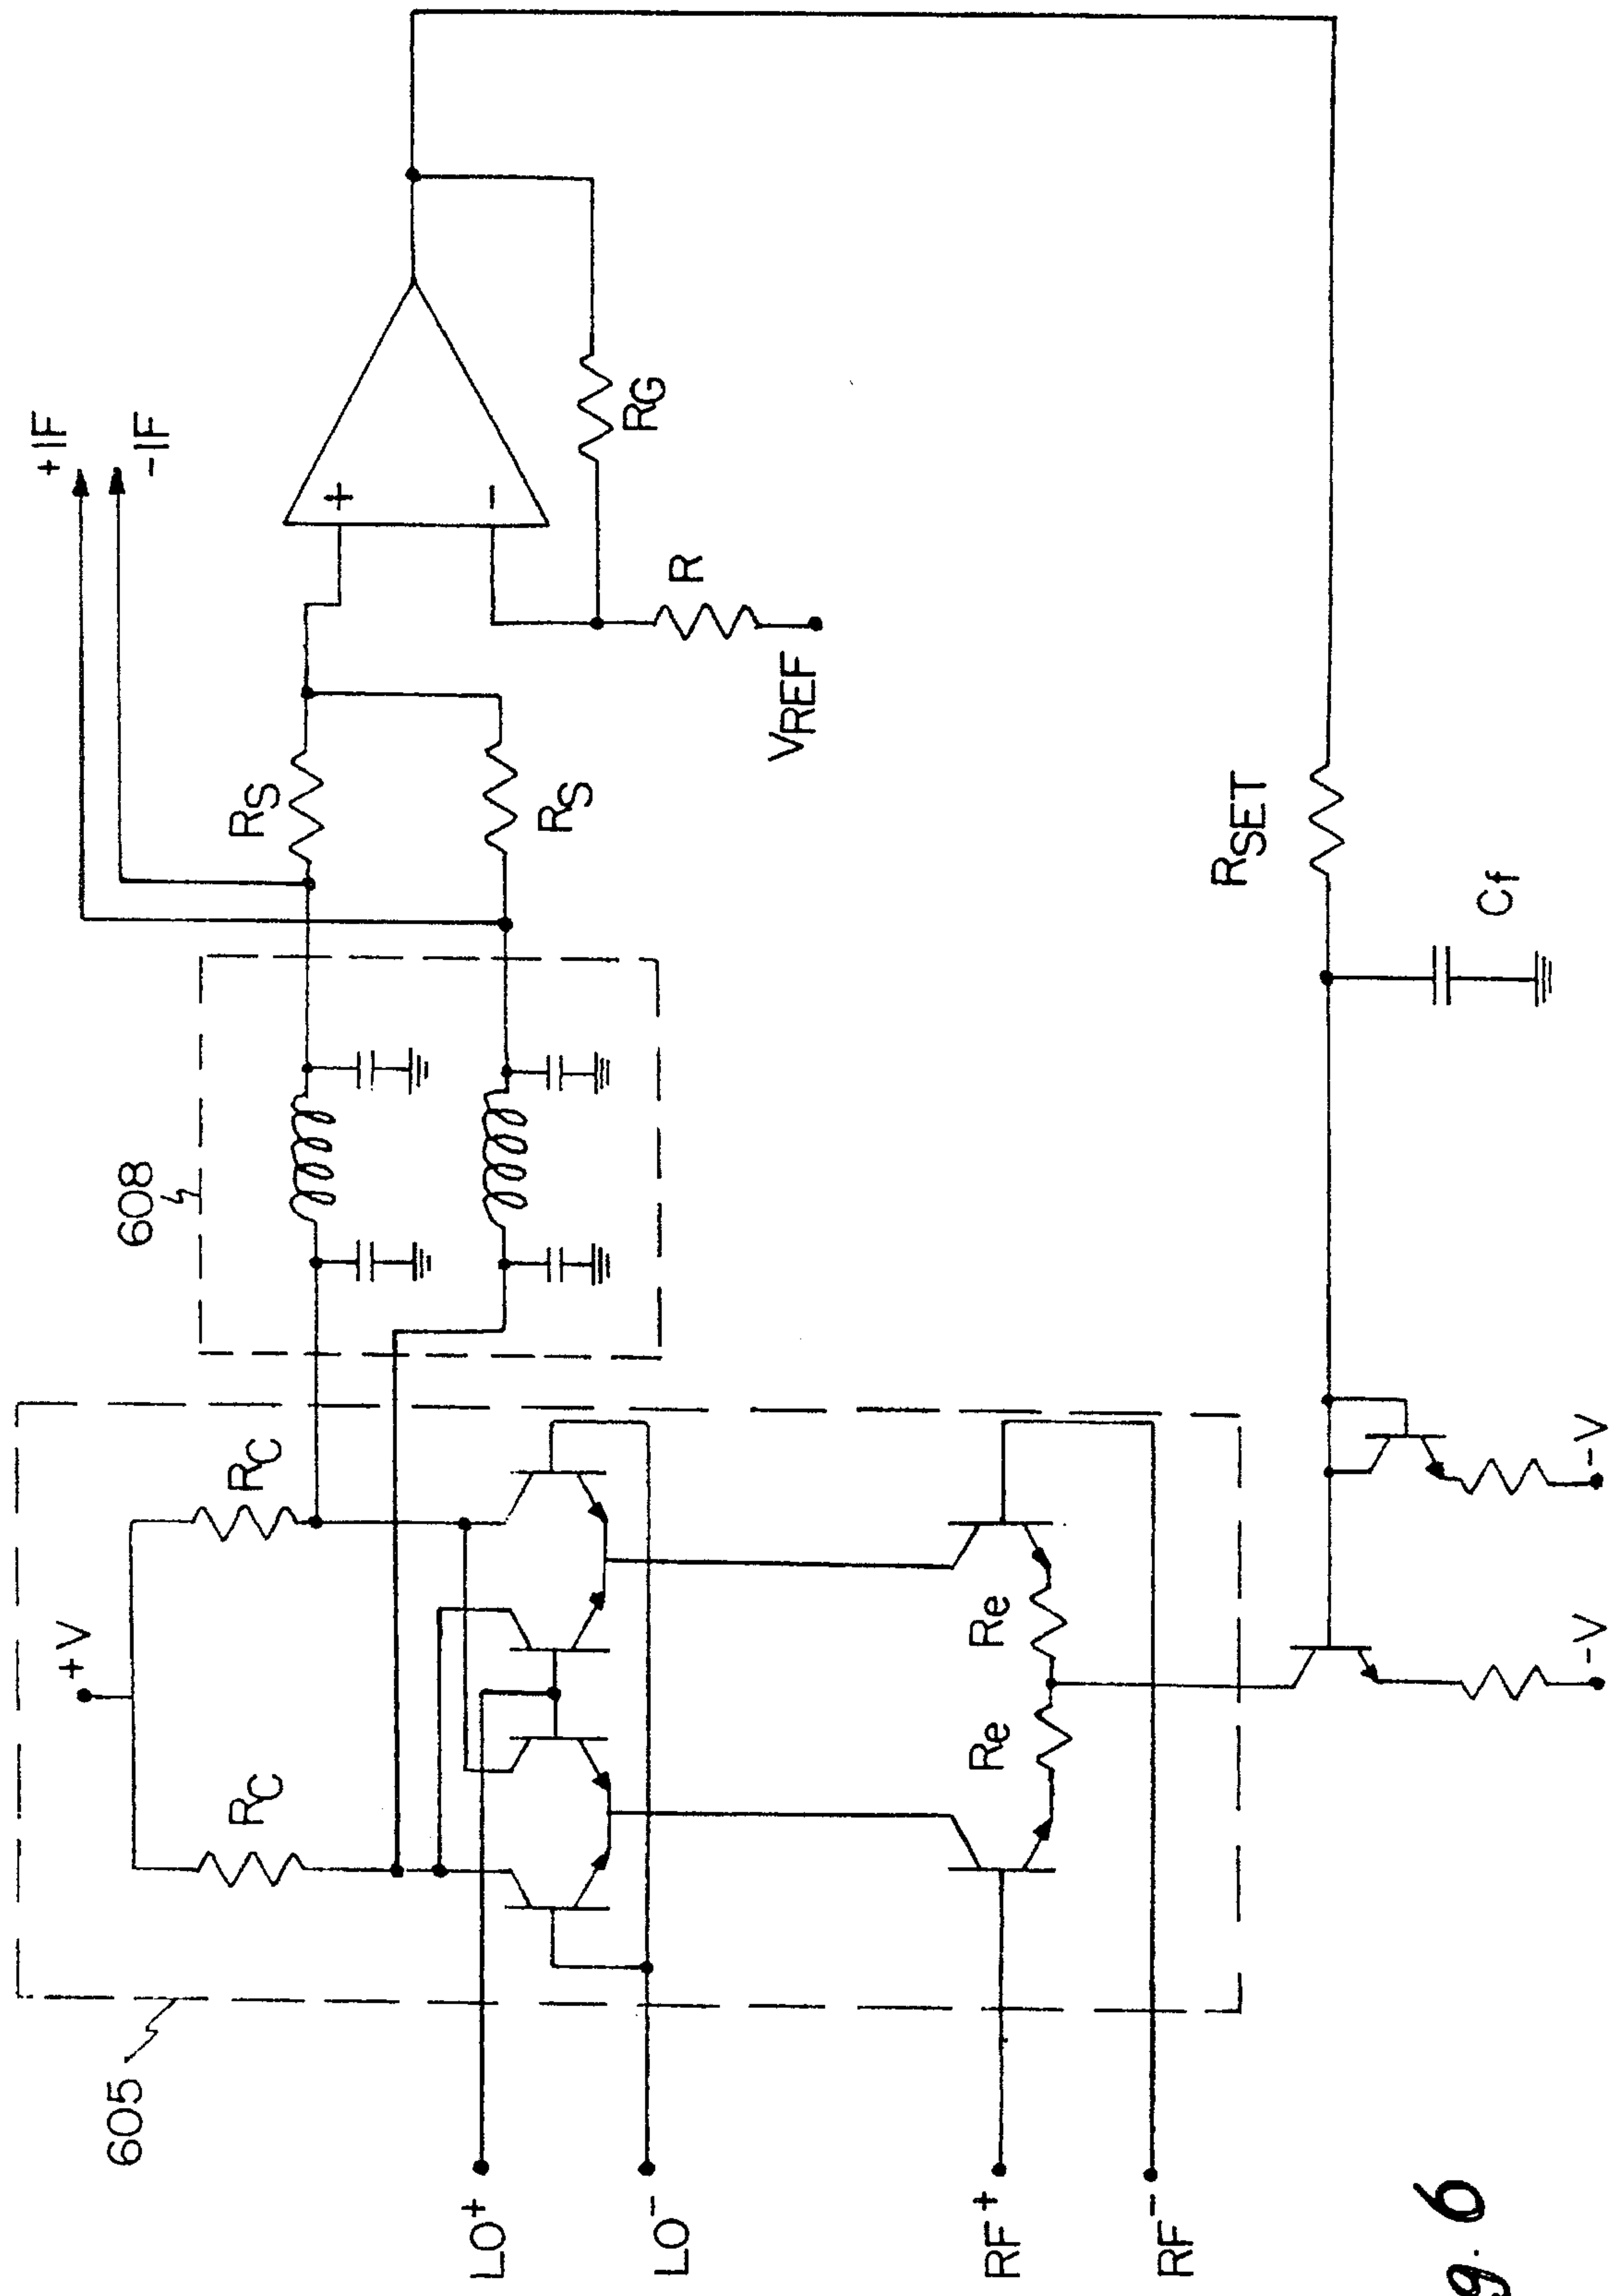 +IF
-IF
+
-
RG
R
VREF
RS
RS
RSET
Cf
608
+V
RC
RC
Re
Re
-V
-V
605
LO+
LO-
RF+
RF-
g. 6